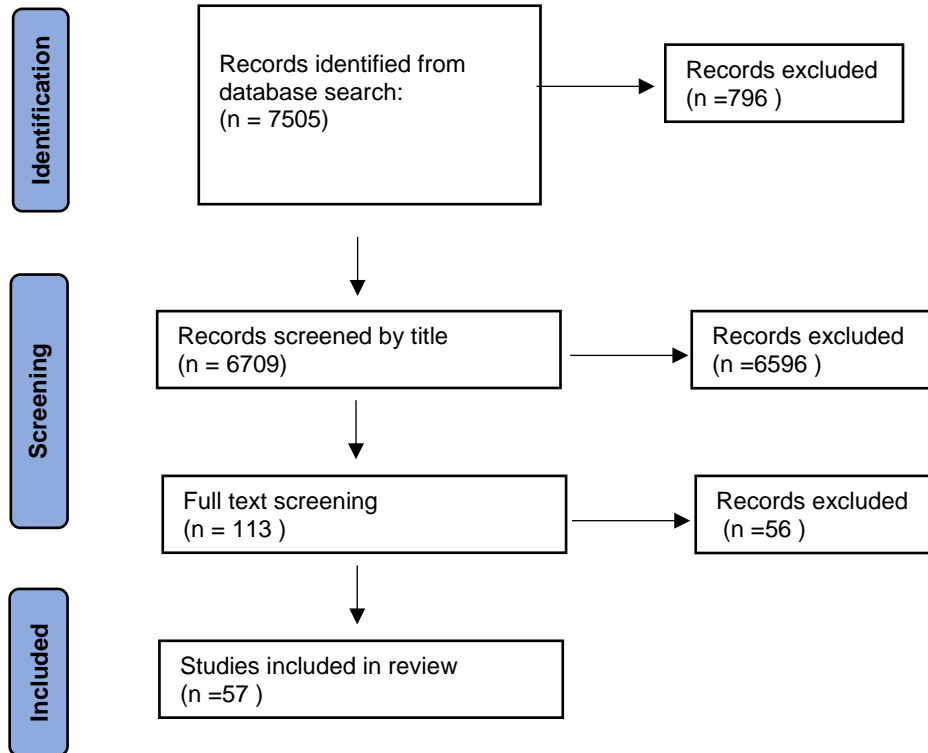 Identification
Records identified from
database search:
(n = 7505)
Records excluded
(n =796 )
Screening
Records screened by title
(n = 6709)
Records excluded
(n =6596 )
Full text screening
(n = 113 )
Records excluded
(n =56 )
Included
Studies included in review
(n =57 )